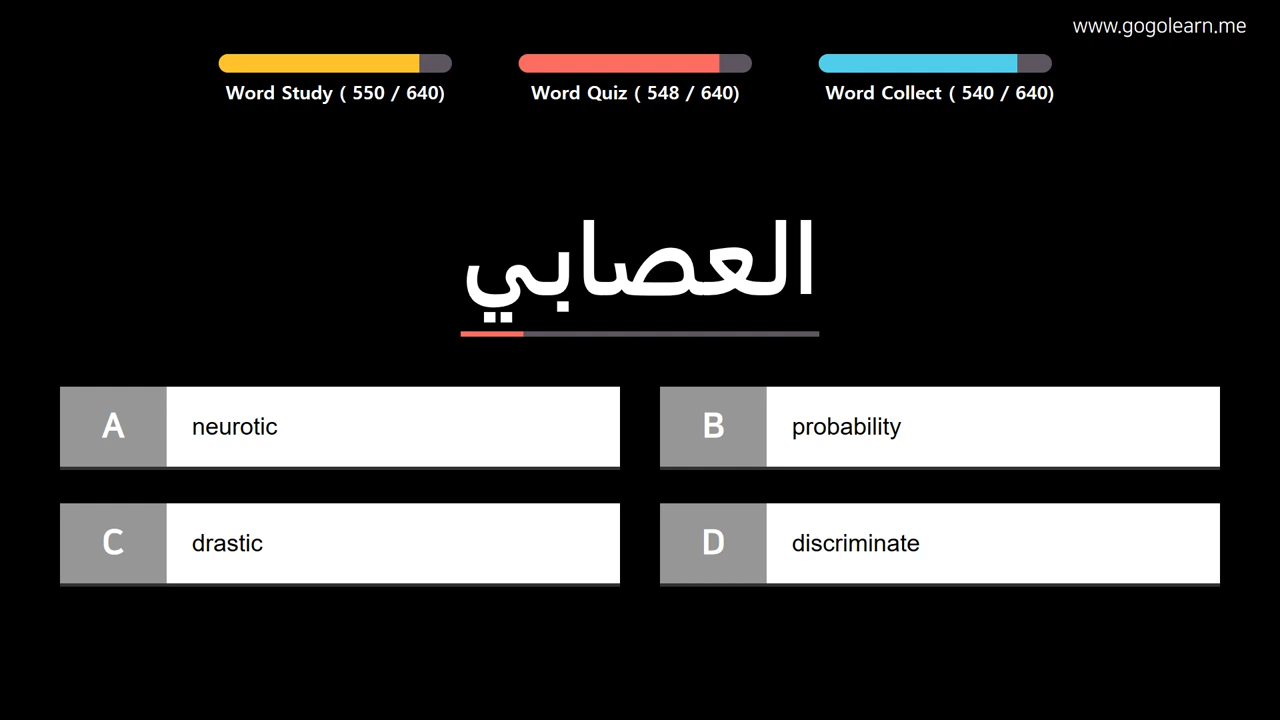 www.gogolearn.me
Word Study ( 550 / 640)
Word Quiz ( 548 / 640)
Word Collect ( 540 / 640)
العصابي
A neurotic
B probability
C drastic
D discriminate